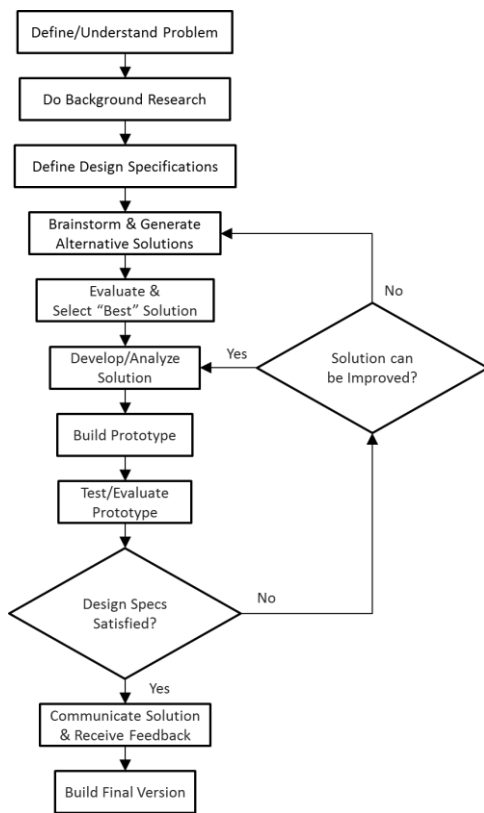 Define/Understand Problem
Do Background Research
Define Design Specifications
Brainstorm & Generate
Alternative Solutions
No
Evaluate &
Select “Best” Solution
Yes
Develop/Analyze
Solution
Solution can
be Improved?
Build Prototype
Test/Evaluate
Prototype
Design Specs
Satisfied?
No
Yes
Communicate Solution
& Receive Feedback
Build Final Version